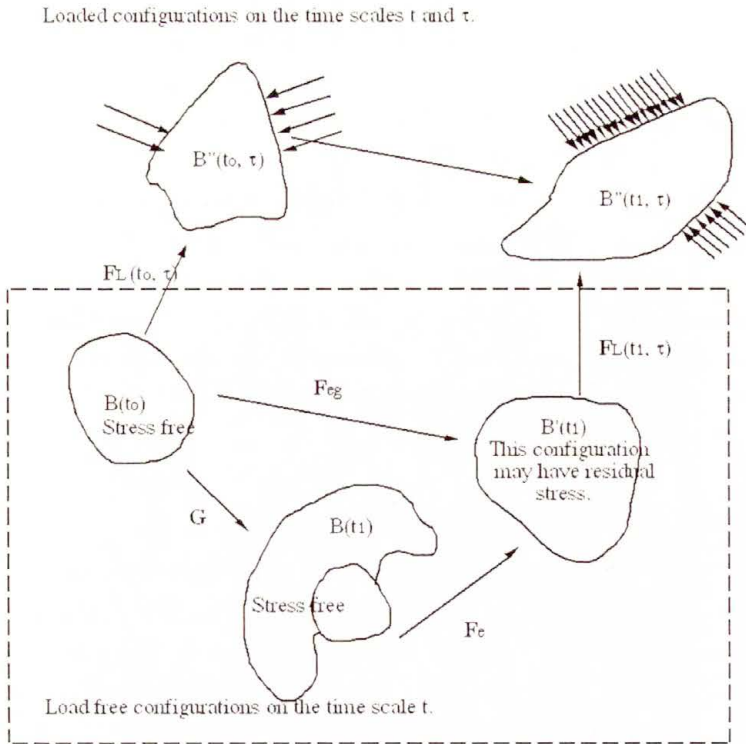 Loaded configurations on the time scales t and τ.
B''(t0, τ)
B''(t1, τ)
FL(t0, τ)
FL(t1, τ)
B(t0)
Stress free
Feg
B'(t1)
This configuration
may have residual
stress.
G
B(t1)
Stress free
Fe
Load free configurations on the time scale t.